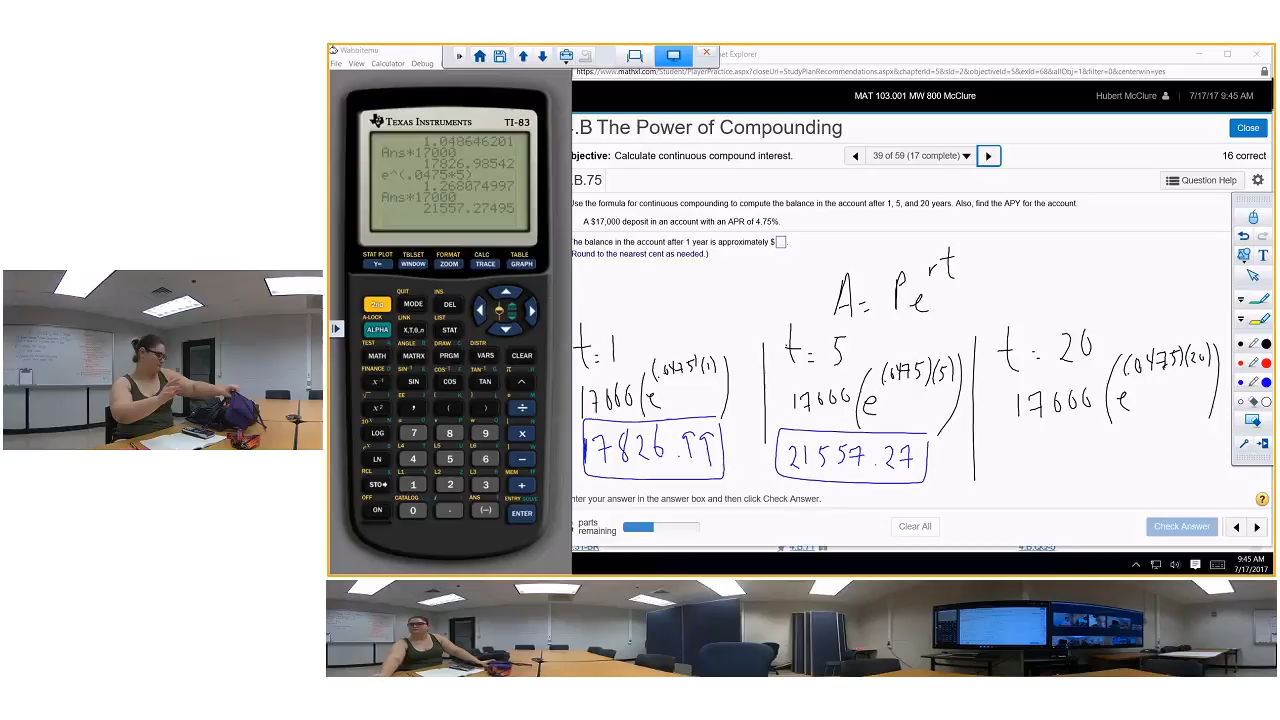 Wabbitemu
net Explorer
File View Calculator Debug
https://www.mathxl.com/Student/PlayerPractice.aspx?closeUrl=StudyPlanRecommendations.aspx&chapterId=5&sId=2&objectiveId=5&exId=68&allObj=1&filter=0&centerwin=yes
MAT 103.001 MW 800 McClure
Hubert McClure
7/17/17 9:45 AM
.B The Power of Compounding
Close
bjective: Calculate continuous compound interest.
39 of 59 (17 complete)
16 correct
.B.75
Question Help
Use the formula for continuous compounding to compute the balance in the account after 1, 5, and 20 years. Also, find the APY for the account.
A $17,000 deposit in an account with an APR of 4.75%.
The balance in the account after 1 year is approximately $
(Round to the nearest cent as needed.)
A = Pe^rt
t = 1
17000(e^(.0475)(1))
17826.99
t = 5
17000(e^(.0475)(5))
21557.27
t = 20
17000(e^(.0475)(20))
nter your answer in the answer box and then click Check Answer.
parts
remaining
Clear All
Check Answer
9:45 AM
7/17/2017
TEXAS INSTRUMENTS TI-83
1.048646201
Ans*17000
17826.98542
e^(.0475*5)
1.268074997
Ans*17000
21557.27495
STAT PLOT TBLSET FORMAT CALC TABLE
Y= WINDOW ZOOM TRACE GRAPH
QUIT INS
2nd MODE DEL
A-LOCK LINK LIST
ALPHA X,T,θ,n STAT
TEST A ANGLE B DRAW C DISTR
MATH MATRX PRGM VARS CLEAR
FINANCE D SIN⁻¹ E COS⁻¹ F TAN⁻¹ G π H
x⁻¹ SIN COS TAN ^
x² , ( ) ÷
LOG 7 8 9 ×
LN 4 5 6 −
RCL
STO 1 2 3 +
OFF CATALOG ANS ENTRY SOLVE
ON 0 . (−) ENTER